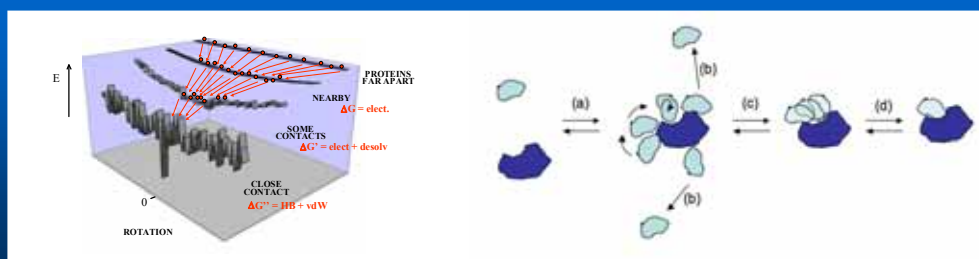 E
PROTEINS
FAR APART
NEARBY
ΔG = elect.
SOME
CONTACTS
ΔG' = elect + desolv
CLOSE
CONTACT
ΔG'' = HB + vdW
0
ROTATION
(a)
(b)
(c)
(d)
(b)